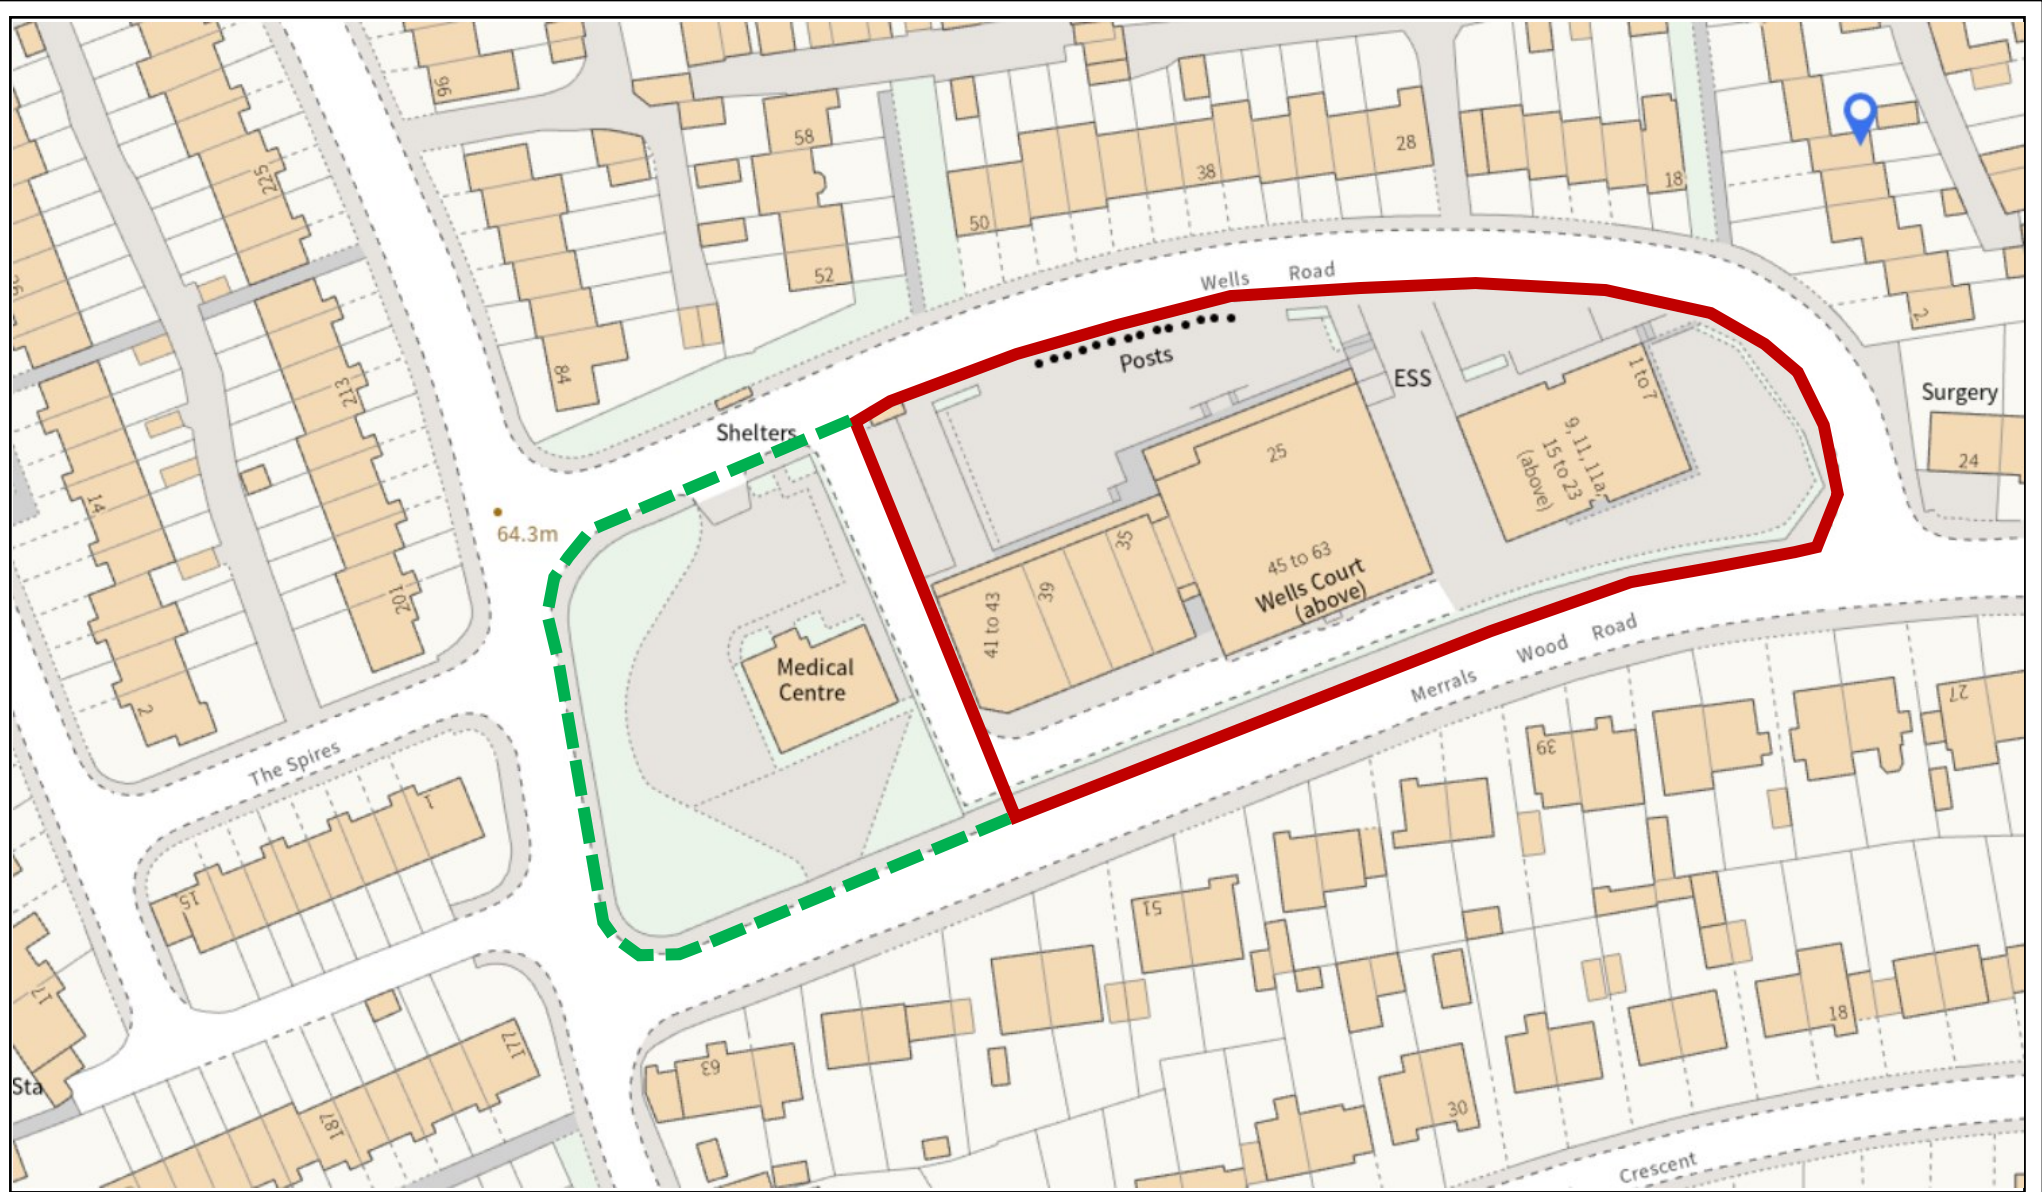 96
225
58
52
50
38
28
18
2
Wells Road
Posts
ESS
1 to 7
9, 11, 11a,
15 to 23
(above)
Surgery
24
84
213
Shelters
64.3m
14
201
2
25
35
39
41 to 43
45 to 63
Wells Court
(above)
Medical
Centre
Merrals Wood Road
The Spires
1
15
39
27
51
17
Sta
187
177
63
30
18
Crescent